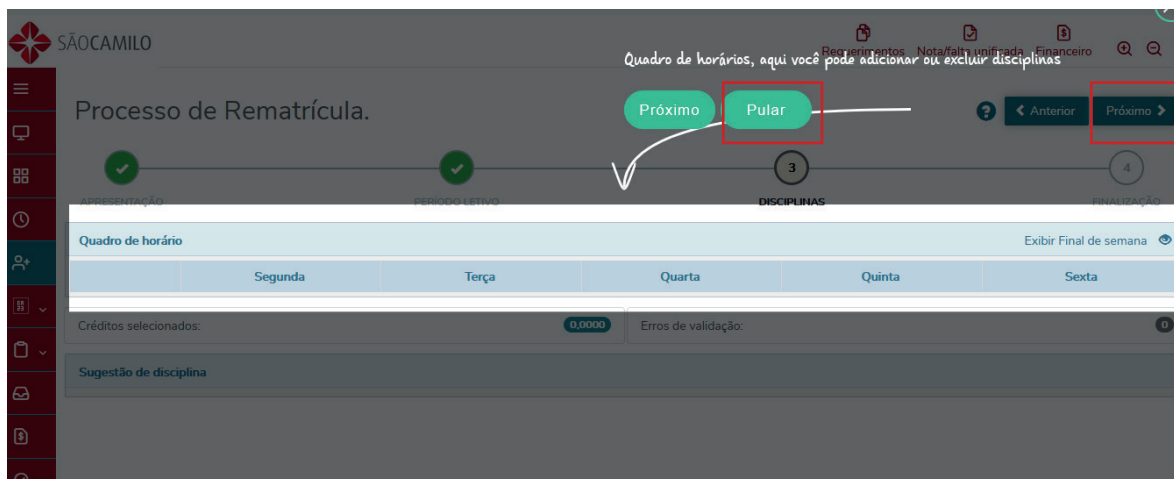 SÃOCAMILO
Requerimentos Nota/falta unificada Financeiro
Quadro de horários, aqui você pode adicionar ou excluir disciplinas
Processo de Rematrícula.
Próximo Pular
? Anterior Próximo
3 4
APRESENTAÇÃO PERÍODO LETIVO DISCIPLINAS FINALIZAÇÃO
Quadro de horário Exibir Final de semana
Segunda Terça Quarta Quinta Sexta
Créditos selecionados: 0,0000 Erros de validação: 0
Sugestão de disciplina